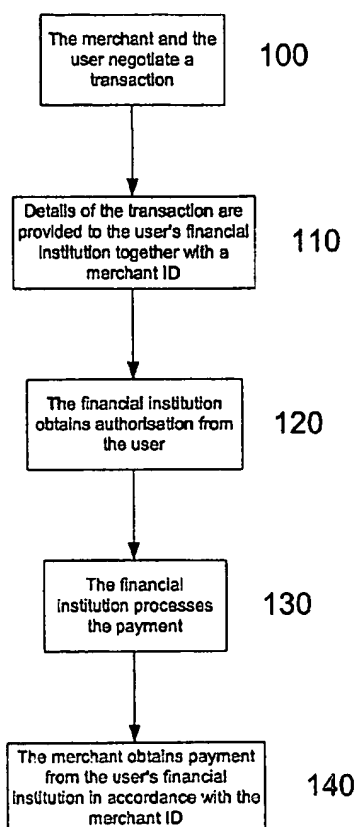 The merchant and the
user negotiate a
transaction
100
Details of the transaction are
provided to the user's financial
institution together with a
merchant ID
110
The financial institution
obtains authorisation from
the user
120
The financial
institution processes
the payment
130
The merchant obtains payment
from the user's financial
institution in accordance with the
merchant ID
140